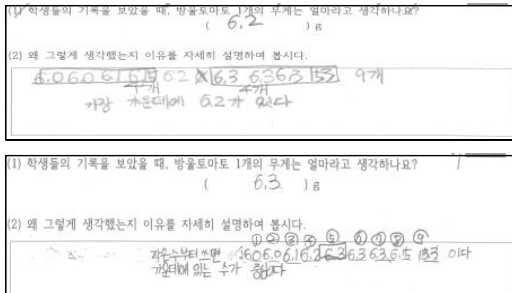 (1) 학생들의 기록을 보았을 때, 방울토마토 1개의 무게는 얼마라고 생각하나요?
( 6.2 ) g
(2) 왜 그렇게 생각했는지 이유를 자세히 설명하여 봅시다.
6.0 6.0 6.1 6.15 6.2 6.3 6.3 6.3 15.3 9개
4개 4개
가장 가운데에 6.2가 있다
(1) 학생들의 기록을 보았을 때, 방울토마토 1개의 무게는 얼마라고 생각하나요?
( 6.3 ) g
(2) 왜 그렇게 생각했는지 이유를 자세히 설명하여 봅시다.
① ② ③ ④ ⑤ ⑥ ⑦ ⑧ ⑨
작은수부터 쓰면 6.0 6.0 6.1 6.2 6.3 6.3 6.3 6.15 15.3 이다
가운데에 있는 수가